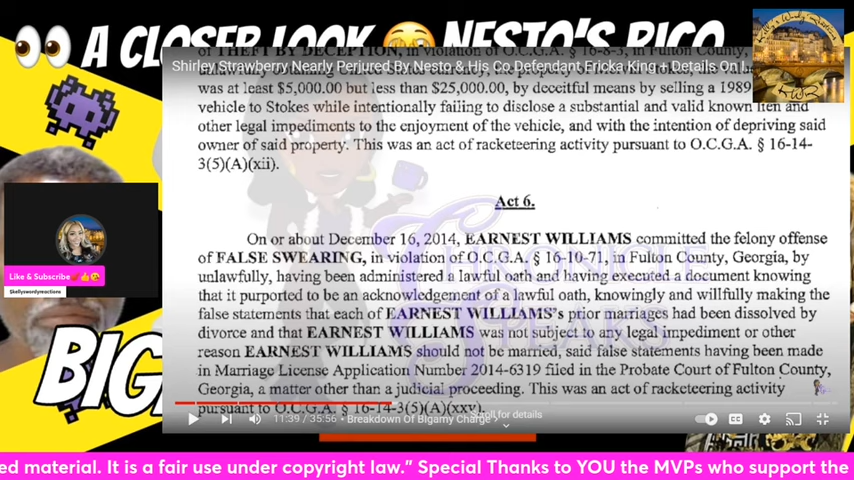 A CLOSER LOOK NESTO'S RICO
of THEFT BY DECEPTION, in violation of O.C.G.A. § 16-8-3, in Fulton County,
Shirley Strawberry Nearly Perjured By Nesto & His Co Defendant Ericka King + Details On
was at least $5,000.00 but less than $25,000.00, by deceitful means by selling a 1989
vehicle to Stokes while intentionally failing to disclose a substantial and valid known lien and
other legal impediments to the enjoyment of the vehicle, and with the intention of depriving said
owner of said property. This was an act of racketeering activity pursuant to O.C.G.A. § 16-14-
3(5)(A)(xii).
Act 6.
On or about December 16, 2014, EARNEST WILLIAMS committed the felony offense
of FALSE SWEARING, in violation of O.C.G.A. § 16-10-71, in Fulton County, Georgia, by
unlawfully, having been administered a lawful oath and having executed a document knowing
that it purported to be an acknowledgement of a lawful oath, knowingly and willfully making the
false statements that each of EARNEST WILLIAMS's prior marriages had been dissolved by
divorce and that EARNEST WILLIAMS was not subject to any legal impediment or other
reason EARNEST WILLIAMS should not be married, said false statements having been made
in Marriage License Application Number 2014-6319 filed in the Probate Court of Fulton County,
Georgia, a matter other than a judicial proceeding. This was an act of racketeering activity
pursuant to O.C.G.A. § 16-14-3(5)(A)(xxv).
Chronicle
Speaks
11:39 / 35:56 • Breakdown Of Bigamy Charge
Scroll for details
Like & Subscribe
$kellyswordyreactions
KWR
BIG
ed material. It is a fair use under copyright law.” Special Thanks to YOU the MVPs who support the